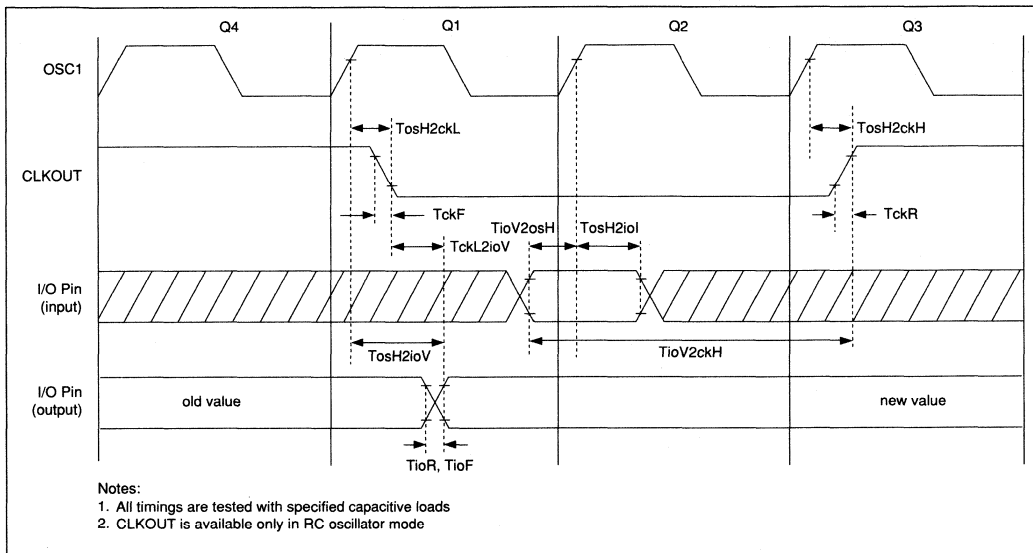 Q4 Q1 Q2 Q3
OSC1
TosH2ckL TosH2ckH
CLKOUT
TckF TioV2osH TosH2ioI TckR
TckL2ioV
I/O Pin
(input)
TosH2ioV TioV2ckH
I/O Pin
(output)
old value new value
TioR, TioF
Notes:
1. All timings are tested with specified capacitive loads
2. CLKOUT is available only in RC oscillator mode